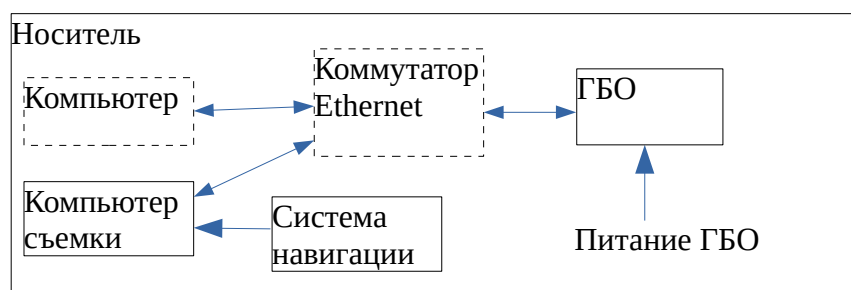 Носитель
Компьютер
Коммутатор
Ethernet
ГБО
Компьютер
съемки
Система
навигации
Питание ГБО